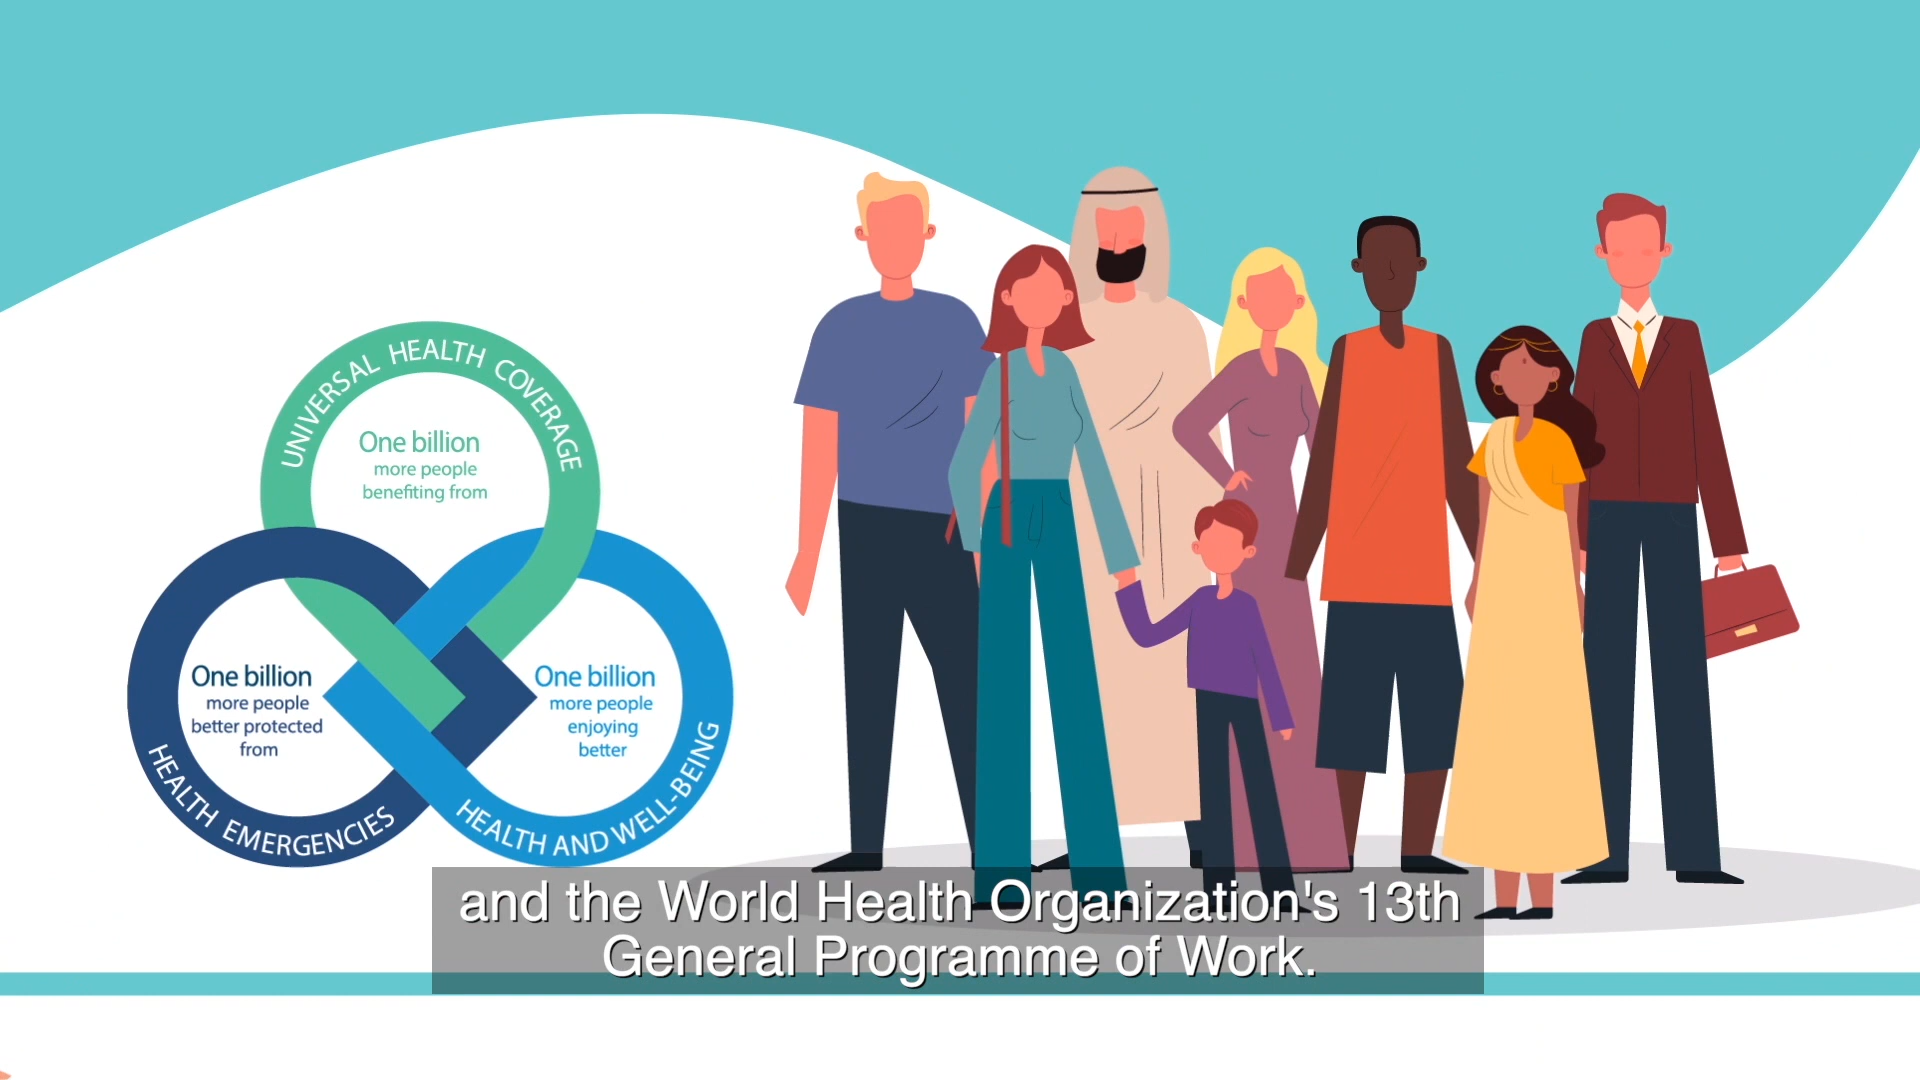 UNIVERSAL HEALTH COVERAGE
One billion
more people
benefiting from
One billion
more people
better protected
from
HEALTH EMERGENCIES
One billion
more people
enjoying
better
HEALTH AND WELL-BEING
and the World Health Organization's 13th
General Programme of Work.